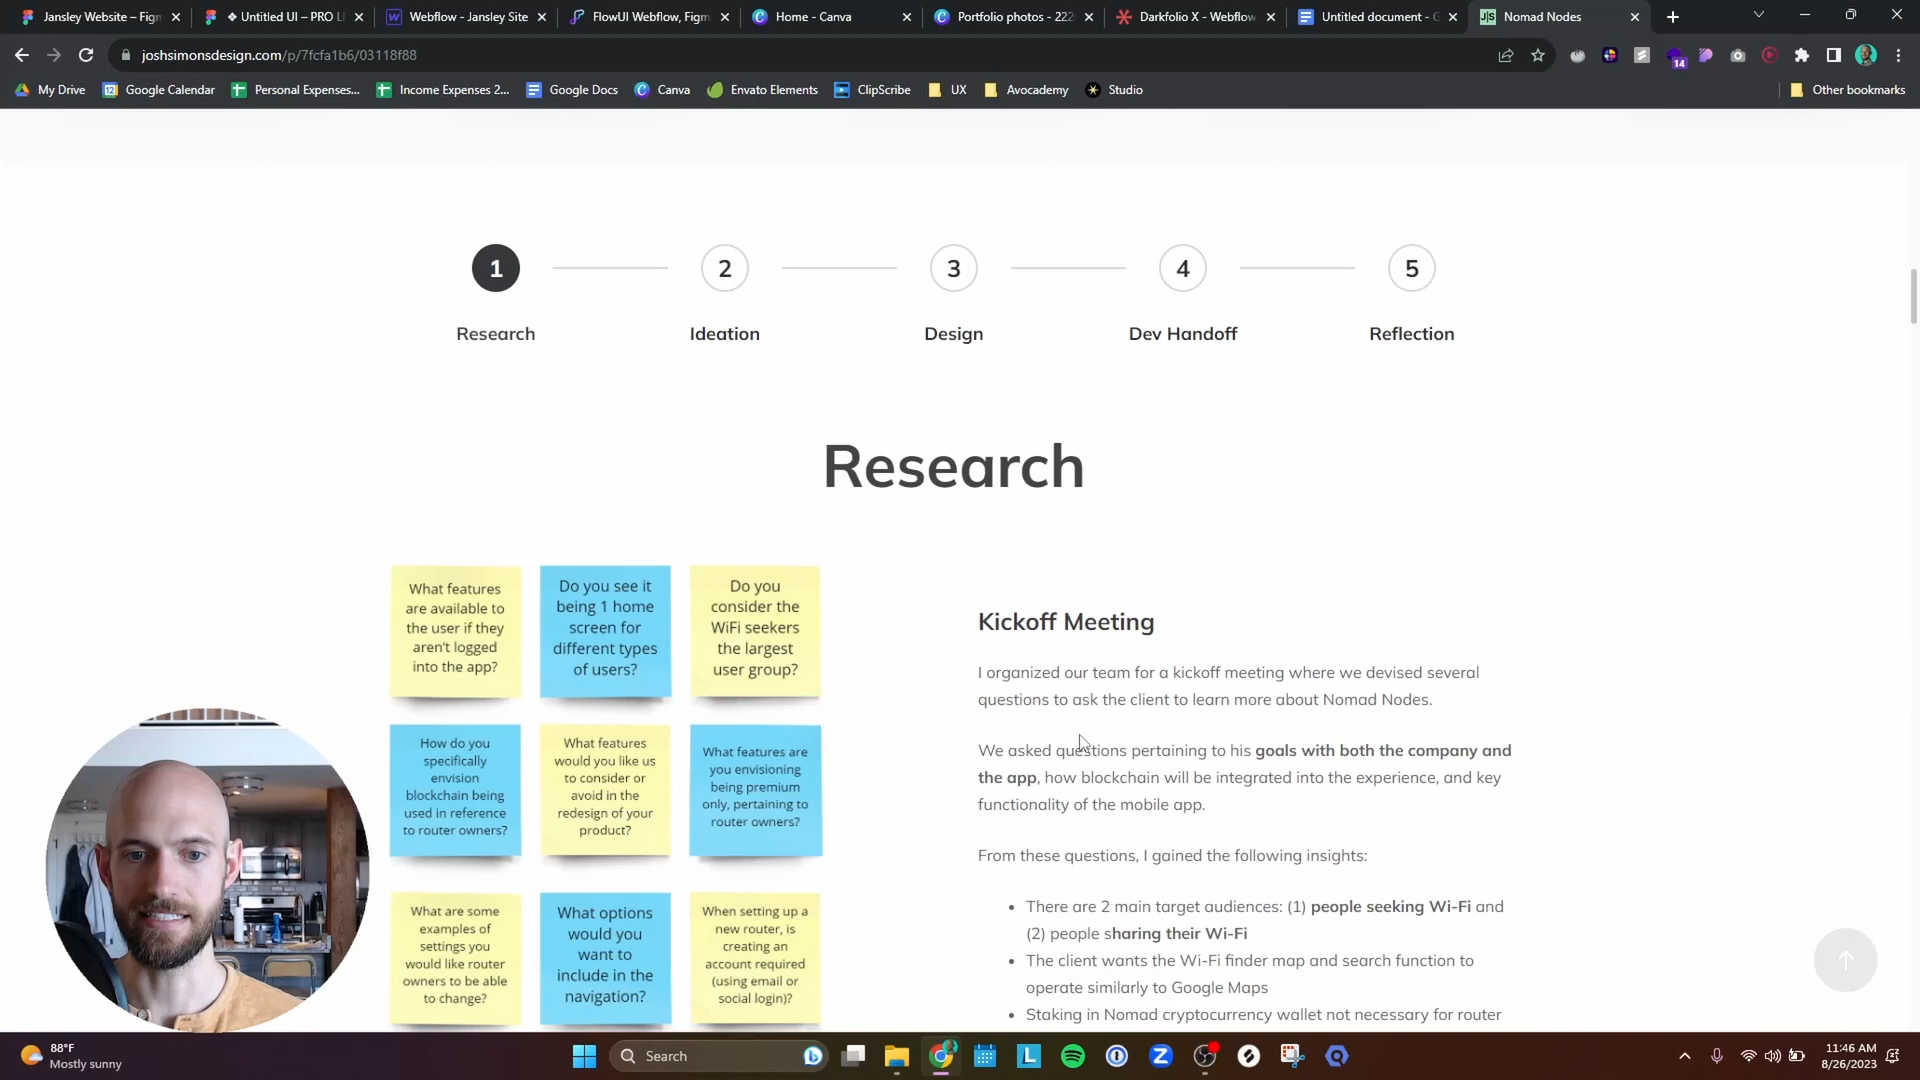 Jansley Website – Figm
❖ Untitled UI – PRO L
Webflow - Jansley Site
FlowUI Webflow, Figm
Home - Canva
Portfolio photos - 222
Darkfolio X - Webflow
Untitled document - G
Nomad Nodes
joshsimonsdesign.com/p/7fcfa1b6/03118f88
14
My Drive
Google Calendar
Personal Expenses...
Income Expenses 2...
Google Docs
Canva
Envato Elements
ClipScribe
UX
Avocademy
Studio
Other bookmarks
1
2
3
4
5
Research
Ideation
Design
Dev Handoff
Reflection
Research
What features
are available to
the user if they
aren't logged
into the app?
Do you see it
being 1 home
screen for
different types
of users?
Do you
consider the
WiFi seekers
the largest
user group?
How do you
specifically
envision
blockchain being
used in reference
to router owners?
What features
would you like us
to consider or
avoid in the
redesign of your
product?
What features are
you envisioning
being premium
only, pertaining to
router owners?
What are some
examples of
settings you
would like router
owners to be able
to change?
What options
would you
want to
include in the
navigation?
When setting up a
new router, is
creating an
account required
(using email or
social login)?
Kickoff Meeting
I organized our team for a kickoff meeting where we devised several
questions to ask the client to learn more about Nomad Nodes.
We asked questions pertaining to his goals with both the company and
the app, how blockchain will be integrated into the experience, and key
functionality of the mobile app.
From these questions, I gained the following insights:
• There are 2 main target audiences: (1) people seeking Wi-Fi and
(2) people sharing their Wi-Fi
• The client wants the Wi-Fi finder map and search function to
operate similarly to Google Maps
• Staking in Nomad cryptocurrency wallet not necessary for router
88°F
Mostly sunny
Search
11:46 AM
8/26/2023